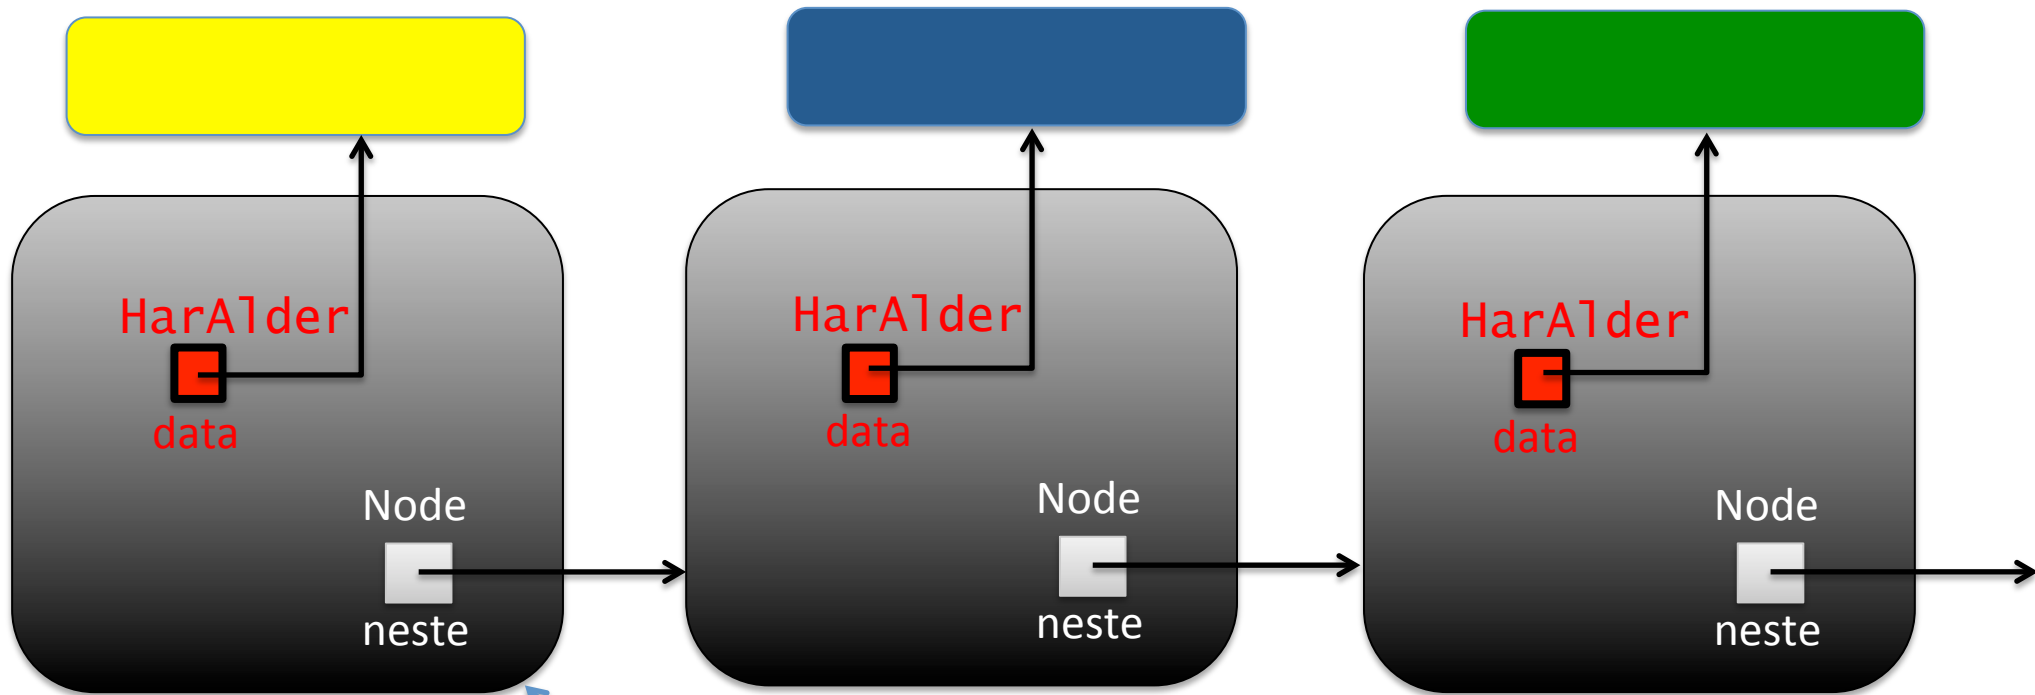 HarAlder
data
Node
neste
HarAlder
data
Node
neste
HarAlder
data
Node
neste